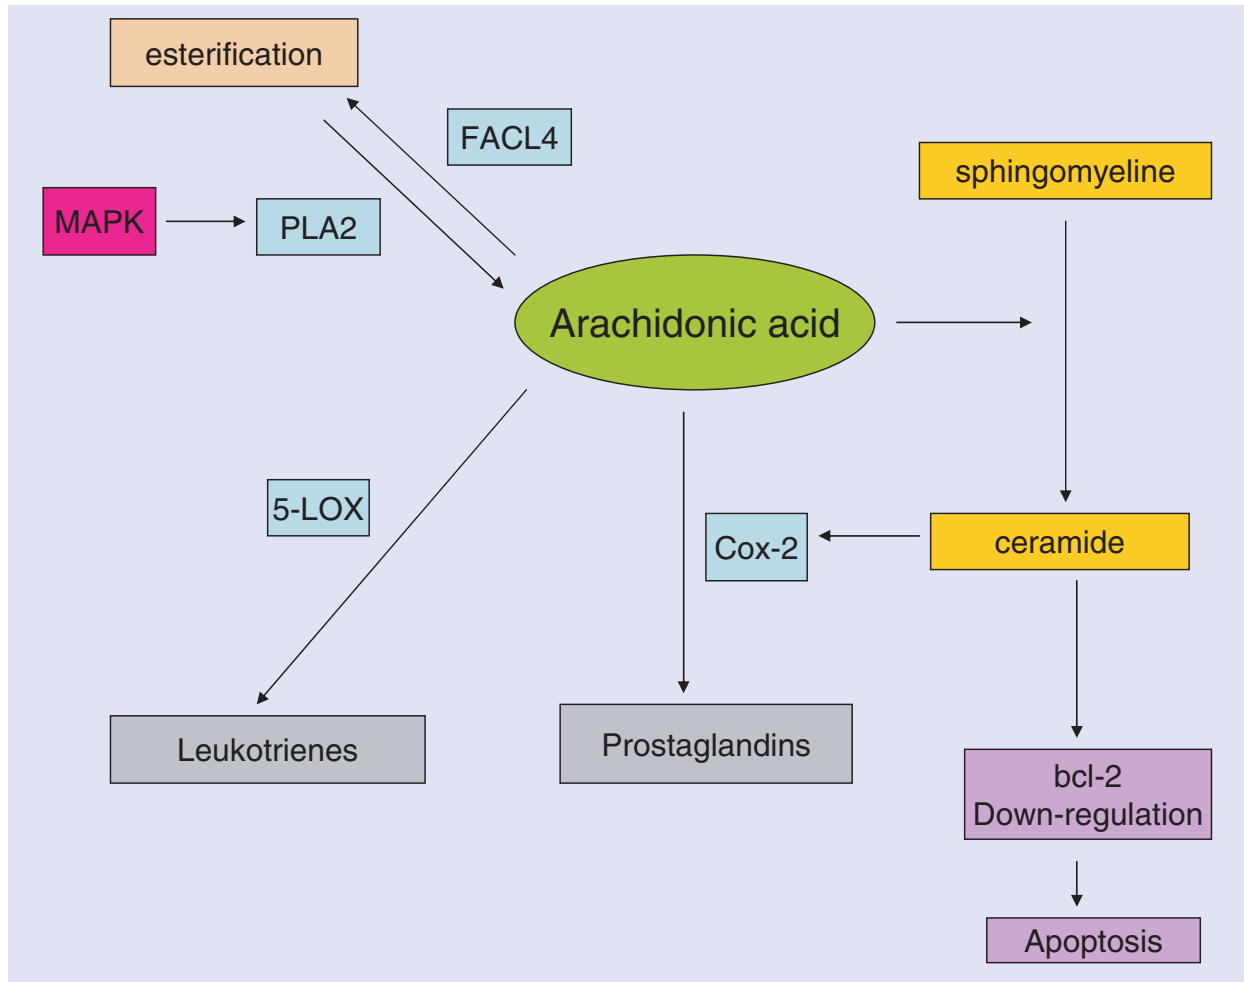 esterification
FACL4
sphingomyeline
MAPK
PLA2
Arachidonic acid
5-LOX
Cox-2
ceramide
Leukotrienes
Prostaglandins
bcl-2
Down-regulation
Apoptosis